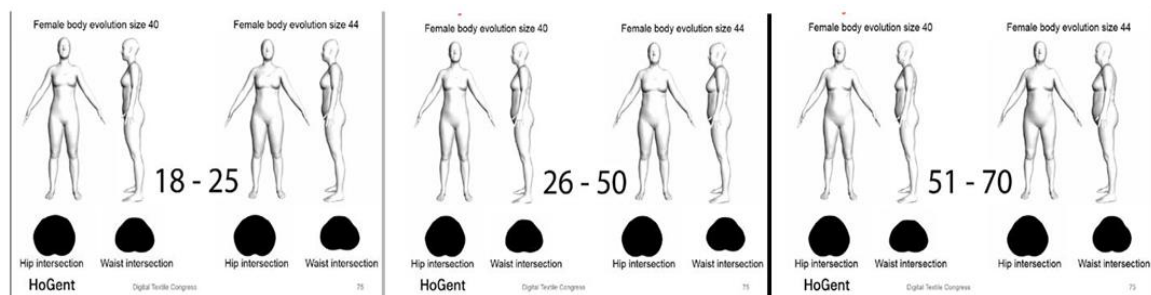 Female body evolution size 40
Female body evolution size 44
18 - 25
Hip intersection
Waist intersection
Hip intersection
Waist intersection
HoGent
Digital Textile Congress
75
Female body evolution size 40
Female body evolution size 44
26 - 50
Hip intersection
Waist intersection
Hip intersection
Waist intersection
HoGent
Digital Textile Congress
75
Female body evolution size 40
Female body evolution size 44
51 - 70
Hip intersection
Waist intersection
Hip intersection
Waist intersection
HoGent
Digital Textile Congress
75